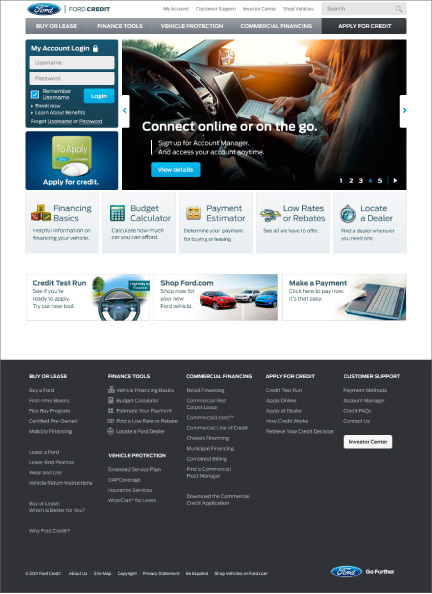 Ford FORD CREDIT My Account Customer Support Investor Center Shop Vehicles Search
BUY OR LEASE FINANCE TOOLS VEHICLE PROTECTION COMMERCIAL FINANCING APPLY FOR CREDIT
My Account Login
Username
Password
Remember
Username
Login
Enroll now
Learn About Benefits
Forgot Username or Password
To Apply
Apply for credit.
Connect online or on the go.
Sign up for Account Manager.
And access your account anytime.
View details
1 2 3 4 5
Financing
Basics
Helpful information on
financing your vehicle.
Budget
Calculator
Calculate how much
car you can afford.
Payment
Estimator
Determine your payment
for buying or leasing
Low Rates
or Rebates
See all we have to offer.
Locate
a Dealer
Find a dealer wherever
you need one.
Credit Test Run
See if you're
ready to apply.
Try our new tool.
Highway to
Finance
Shop Ford.com
Shop now for
your new
Ford vehicle.
Make a Payment
Click here to pay now.
It's that easy.
BUY OR LEASE
Buy a Ford
First-time Buyers
Flex Buy Program
Certified Pre-Owned
Mobility Financing
Lease a Ford
Lease-End Process
Wear and Use
Vehicle Return Instructions
Buy or Lease:
Which is Better for You?
Why Ford Credit?
FINANCE TOOLS
Vehicle Financing Basics
Budget Calculator
Estimate Your Payment
Find a Low Rate or Rebate
Locate a Ford Dealer
VEHICLE PROTECTION
Extended Service Plan
GAPCoverage
Insurance Services
WearCare® for Lease
COMMERCIAL FINANCING
Retail Financing
Commercial Red
Carpet Lease
CommercialLease℠
Commercial Line of Credit
Chassis Financing
Municipal Financing
Combined Billing
Find a Commercial
Fleet Manager
Download the Commercial
Credit Application
APPLY FOR CREDIT
Credit Test Run
Apply Online
Apply at Dealer
How Credit Works
Retrieve Your Credit Decision
CUSTOMER SUPPORT
Payment Methods
Account Manager
Credit FAQs
Contact Us
Investor Center
© 2011 Ford Credit About Us Site Map Copyright Privacy Statement En Español Shop Vehicles on Ford.com
Ford Go Further